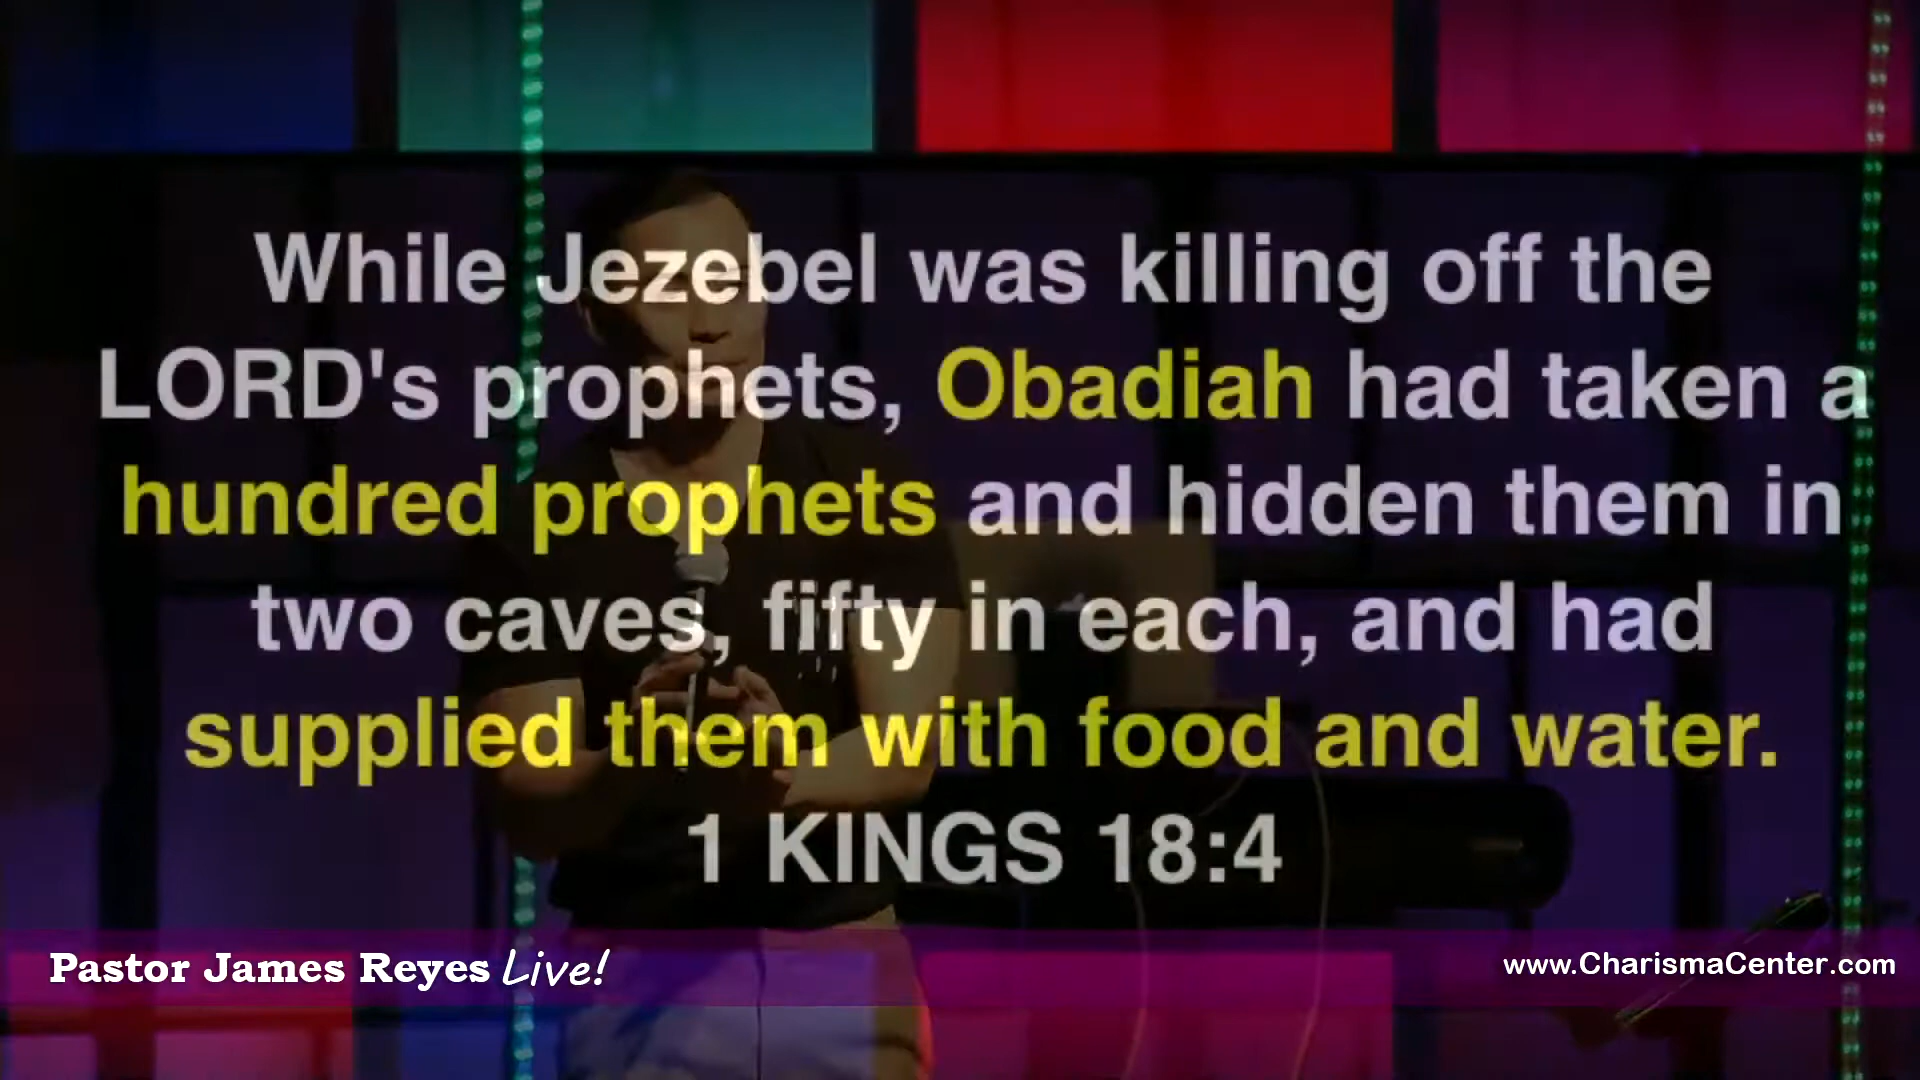 While Jezebel was killing off the
LORD's prophets, Obadiah had taken a
hundred prophets and hidden them in
two caves, fifty in each, and had
supplied them with food and water.
1 KINGS 18:4
Pastor James Reyes Live!
www.CharismaCenter.com